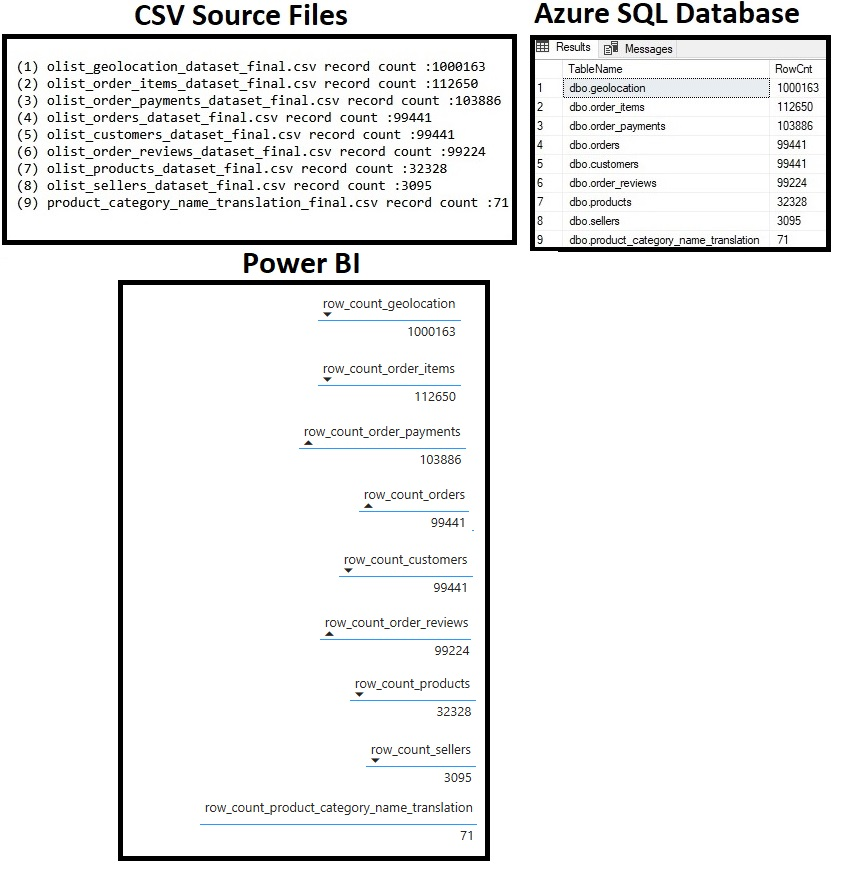 CSV Source Files
(1) olist_geolocation_dataset_final.csv record count :1000163
(2) olist_order_items_dataset_final.csv record count :112650
(3) olist_order_payments_dataset_final.csv record count :103886
(4) olist_orders_dataset_final.csv record count :99441
(5) olist_customers_dataset_final.csv record count :99441
(6) olist_order_reviews_dataset_final.csv record count :99224
(7) olist_products_dataset_final.csv record count :32328
(8) olist_sellers_dataset_final.csv record count :3095
(9) product_category_name_translation_final.csv record count :71
Azure SQL Database
Results Messages
TableName RowCnt
1 dbo.geolocation 1000163
2 dbo.order_items 112650
3 dbo.order_payments 103886
4 dbo.orders 99441
5 dbo.customers 99441
6 dbo.order_reviews 99224
7 dbo.products 32328
8 dbo.sellers 3095
9 dbo.product_category_name_translation 71
Power BI
row_count_geolocation
1000163
row_count_order_items
112650
row_count_order_payments
103886
row_count_orders
99441
row_count_customers
99441
row_count_order_reviews
99224
row_count_products
32328
row_count_sellers
3095
row_count_product_category_name_translation
71